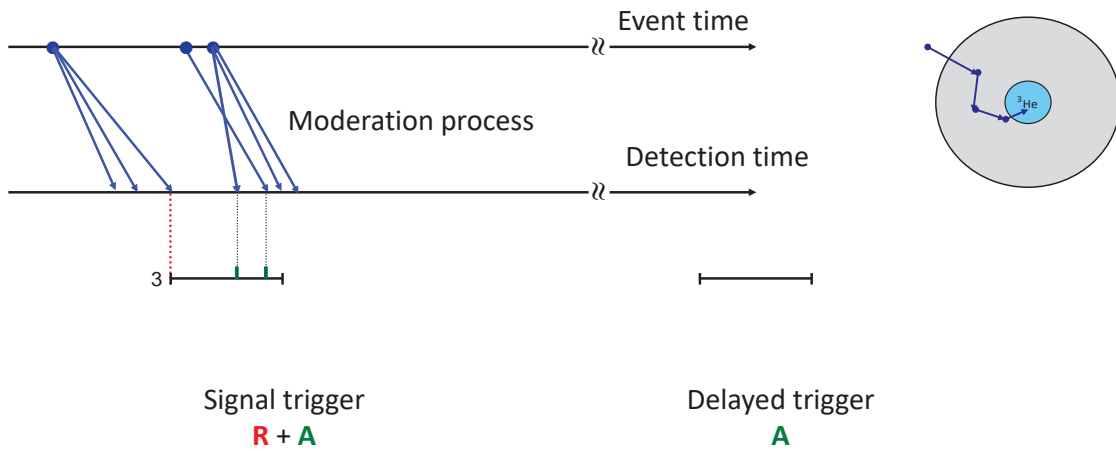 Event time
³He
Moderation process
Detection time
3
Signal trigger
Delayed trigger
R + A
A